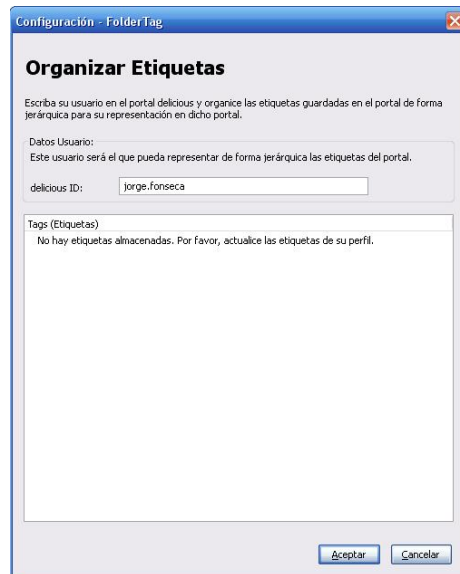 Configuración - FolderTag
Organizar Etiquetas
Escriba su usuario en el portal delicious y organice las etiquetas guardadas en el portal de forma
jerárquica para su representación en dicho portal.
Datos Usuario:
Este usuario será el que pueda representar de forma jerárquica las etiquetas del portal.
delicious ID: jorge.fonseca
Tags (Etiquetas)
No hay etiquetas almacenadas. Por favor, actualice las etiquetas de su perfil.
Aceptar Cancelar